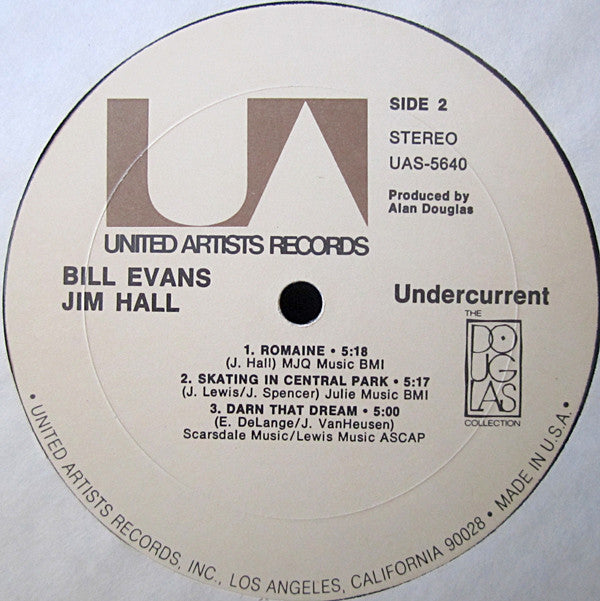 UA
UNITED ARTISTS RECORDS
SIDE 2
STEREO
UAS-5640
Produced by
Alan Douglas
BILL EVANS
JIM HALL
Undercurrent
THE
DOUGLAS
COLLECTION
1. ROMAINE • 5:18
(J. Hall) MJQ Music BMI
2. SKATING IN CENTRAL PARK • 5:17
(J. Lewis/J. Spencer) Julie Music BMI
3. DARN THAT DREAM • 5:00
(E. DeLange/J. VanHeusen)
Scarsdale Music/Lewis Music ASCAP
• UNITED ARTISTS RECORDS, INC., LOS ANGELES, CALIFORNIA 90028 • MADE IN U.S.A. •